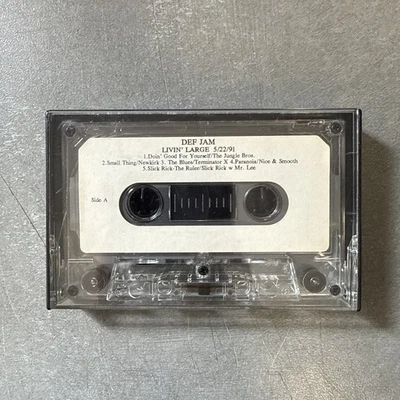 DEF JAM
LIVIN' LARGE 5/22/91
1.Doin' Good For Yourself/The Jungle Bros.
2.Small Thing/Newkirk 3. The Blues/Terminator X 4.Paranoia/Nice & Smooth
5.Slick Rick-The Ruler/Slick Rick w Mr. Lee
Side A